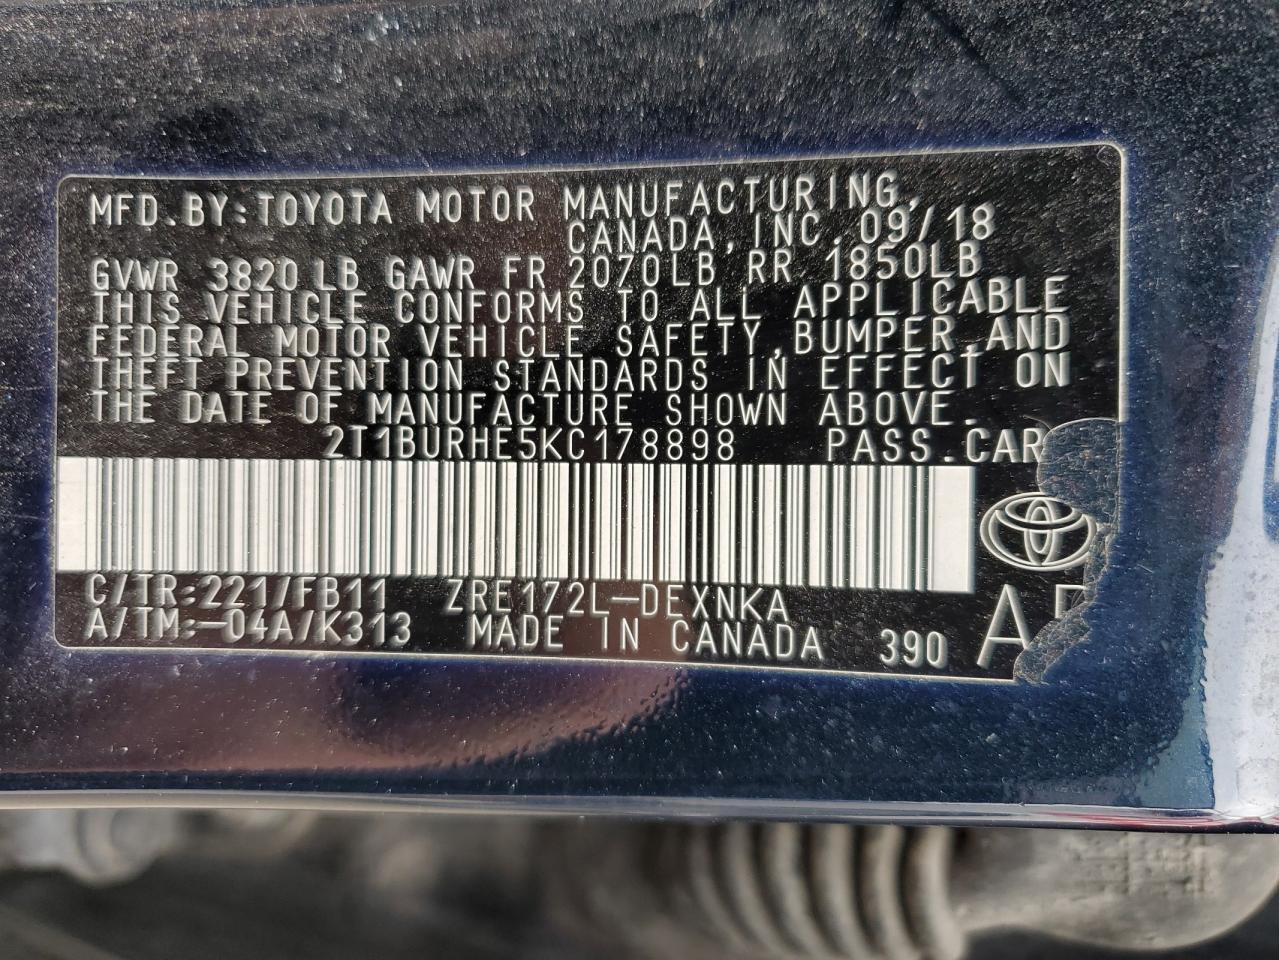 MFD.BY:TOYOTA MOTOR MANUFACTURING,
CANADA,INC. 09/18
GVWR 3820LB GAWR FR 2070LB RR 1850LB
THIS VEHICLE CONFORMS TO ALL APPLICABLE
FEDERAL MOTOR VEHICLE SAFETY,BUMPER,AND
THEFT PREVENTION STANDARDS IN EFFECT ON
THE DATE OF MANUFACTURE SHOWN ABOVE.
2T1BURHE5KC178898 PASS.CAR
C/TR:221/FB11 ZRE172L-DEXNKA
A/TM:-04A/K313 MADE IN CANADA 390